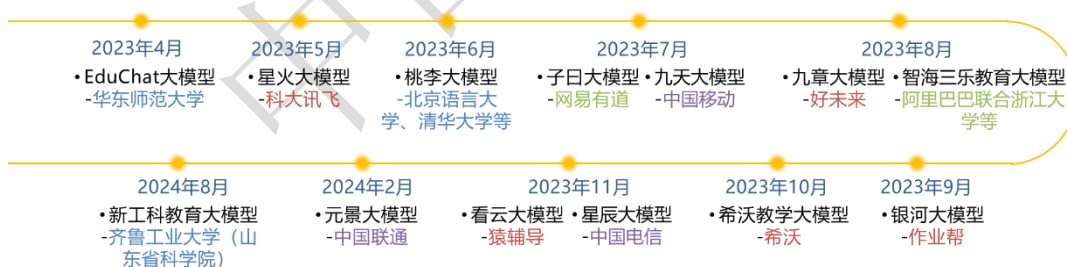 2023年4月
•EduChat大模型
-华东师范大学
2023年5月
•星火大模型
-科大讯飞
2023年6月
•桃李大模型
-北京语言大
学、清华大学等
2023年7月
•子曰大模型
-网易有道
•九天大模型
-中国移动
2023年8月
•九章大模型
-好未来
•智海三乐教育大模型
-阿里巴巴联合浙江大
学等
2024年8月
•新工科教育大模型
-齐鲁工业大学（山
东省科学院）
2024年2月
•元景大模型
-中国联通
2023年11月
•看云大模型
-猿辅导
•星辰大模型
-中国电信
2023年10月
•希沃教学大模型
-希沃
2023年9月
•银河大模型
-作业帮